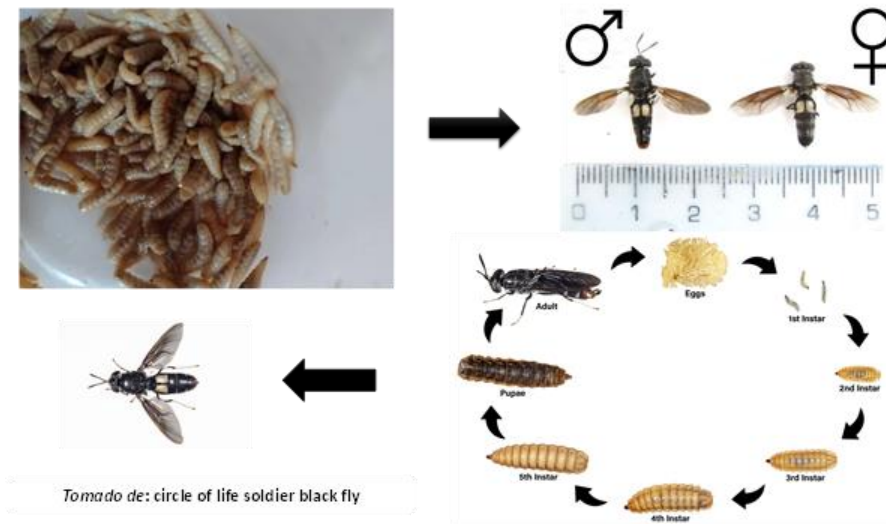 ♂ ♀
0 1 2 3 4 5
Adult
Eggs
1st Instar
2nd Instar
3rd Instar
4th Instar
5th Instar
Pupae
Tomado de: circle of life soldier black fly